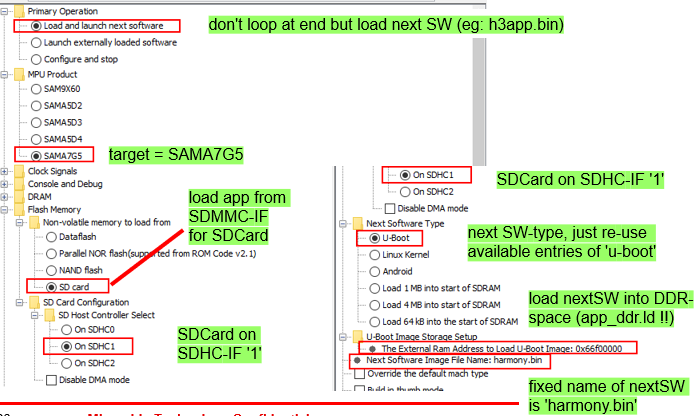 Primary Operation
Load and launch next software
don't loop at end but load next SW (eg: h3app.bin)
Launch externally loaded software
Configure and stop
MPU Product
SAM9X60
SAMA5D2
SAMA5D3
SAMA5D4
SAMA7G5
target = SAMA7G5
Clock Signals
Console and Debug
DRAM
Flash Memory
Non-volatile memory to load from
Dataflash
Parallel NOR flash(supported from ROM Code v2.1)
NAND flash
SD card
load app from
SDMMC-IF
for SDCard
SD Card Configuration
SD Host Controller Select
On SDHC0
On SDHC1
On SDHC2
Disable DMA mode
SDCard on
SDHC-IF '1'
On SDHC1
On SDHC2
Disable DMA mode
SDCard on SDHC-IF '1'
Next Software Type
U-Boot
Linux Kernel
Android
Load 1 MB into start of SDRAM
Load 4 MB into start of SDRAM
Load 64 kB into the start of SDRAM
next SW-type, just re-use
available entries of 'u-boot'
load nextSW into DDR-
space (app_ddr.ld !!)
U-Boot Image Storage Setup
The External Ram Address to Load U-Boot Image: 0x66f00000
Next Software Image File Name: harmony.bin
Override the default mach type
Build in thumb mode
fixed name of nextSW
is 'harmony.bin'